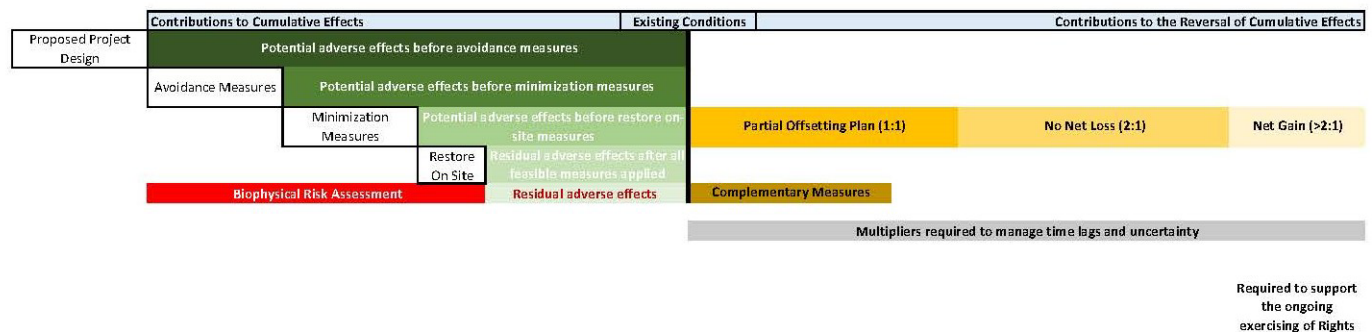 Contributions to Cumulative Effects
Existing Conditions
Contributions to the Reversal of Cumulative Effects
Proposed Project
Design
Potential adverse effects before avoidance measures
Avoidance Measures
Potential adverse effects before minimization measures
Minimization
Measures
Potential adverse effects before restore on-
site measures
Partial Offsetting Plan (1:1)
No Net Loss (2:1)
Net Gain (>2:1)
Restore
On Site
Residual adverse effects after all
feasible measures applied
Biophysical Risk Assessment
Residual adverse effects
Complementary Measures
Multipliers required to manage time lags and uncertainty
Required to support
the ongoing
exercising of Rights